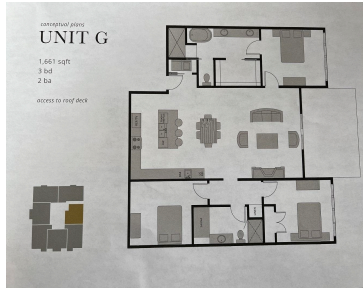 conceptual plans
UNIT G
1,661 sqft
3 bd
2 ba
access to roof deck